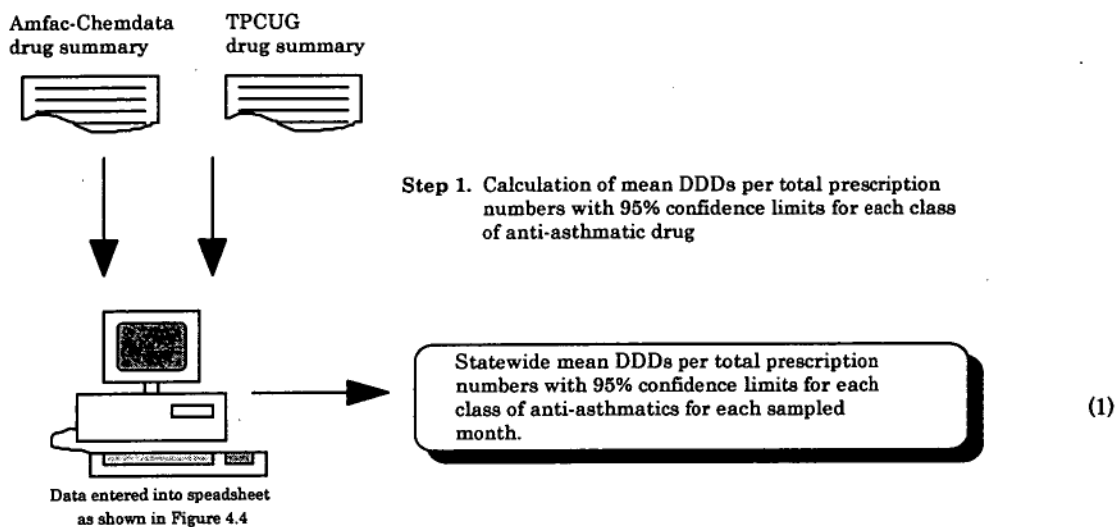 Amfac-Chemdata
drug summary
TPCUG
drug summary
Step 1. Calculation of mean DDDs per total prescription
numbers with 95% confidence limits for each class
of anti-asthmatic drug
Statewide mean DDDs per total prescription
numbers with 95% confidence limits for each
class of anti-asthmatics for each sampled
month.
(1)
Data entered into speadsheet
as shown in Figure 4.4